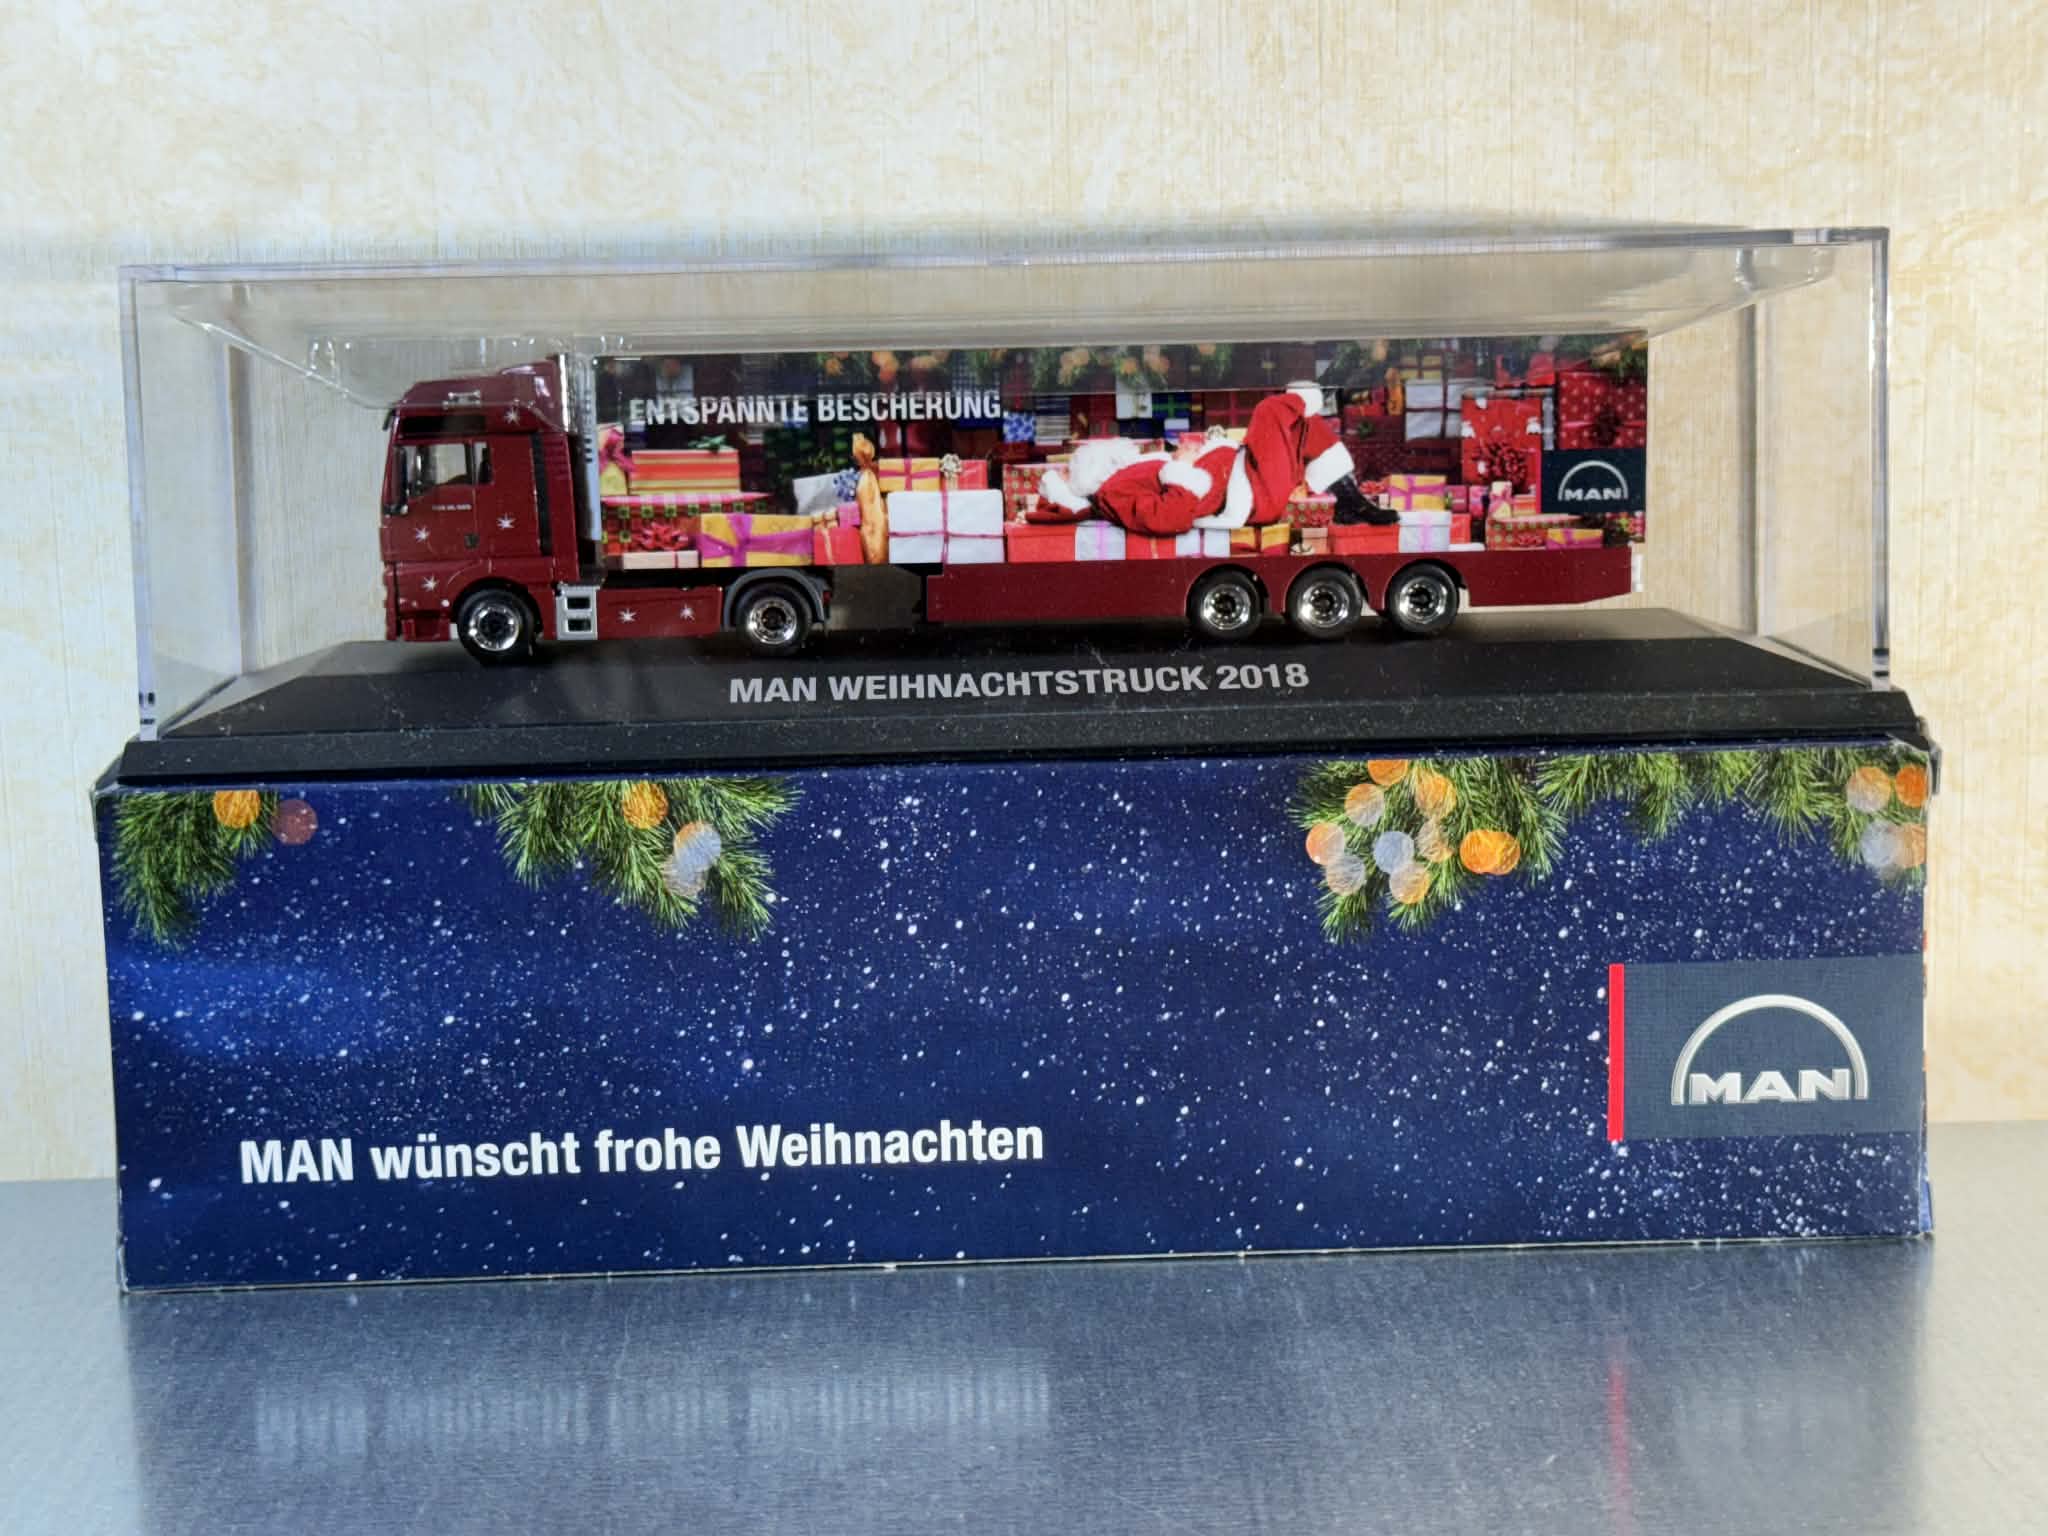 ENTSPANNTE BESCHERUNG.
MAN
MAN WEIHNACHTSTRUCK 2018
MAN
MAN wünscht frohe Weihnachten